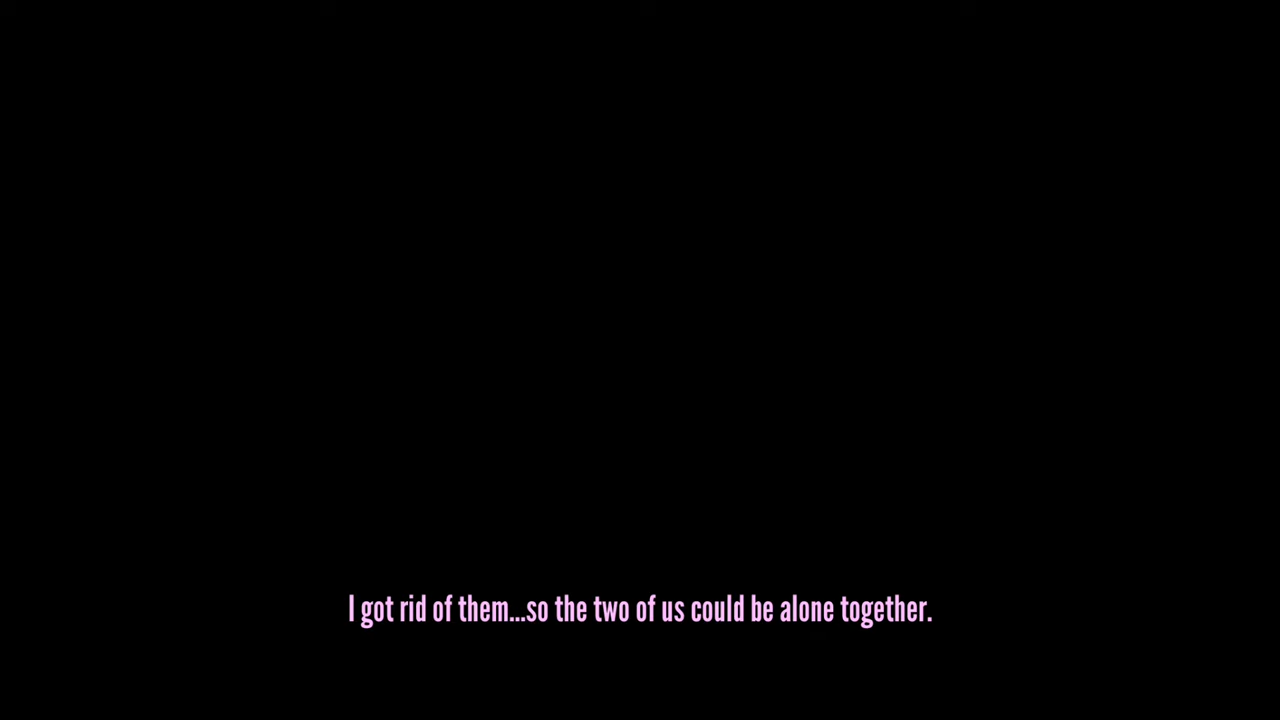 I got rid of them...so the two of us could be alone together.